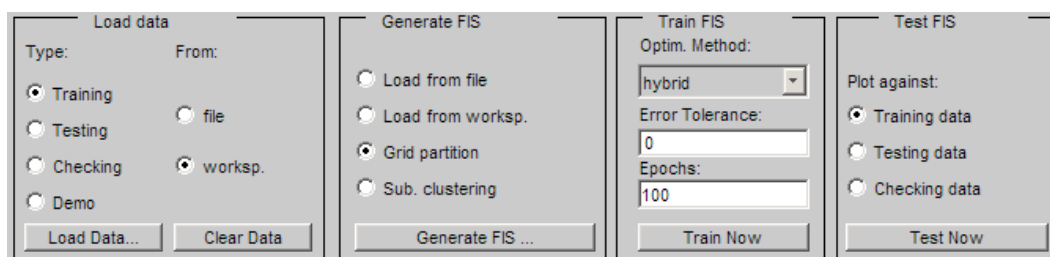 Load data
Type: From:
Training
Testing
Checking
Demo
file
worksp.
Load Data... Clear Data
Generate FIS
Load from file
Load from worksp.
Grid partition
Sub. clustering
Generate FIS ...
Train FIS
Optim. Method:
hybrid
Error Tolerance:
0
Epochs:
100
Train Now
Test FIS
Plot against:
Training data
Testing data
Checking data
Test Now